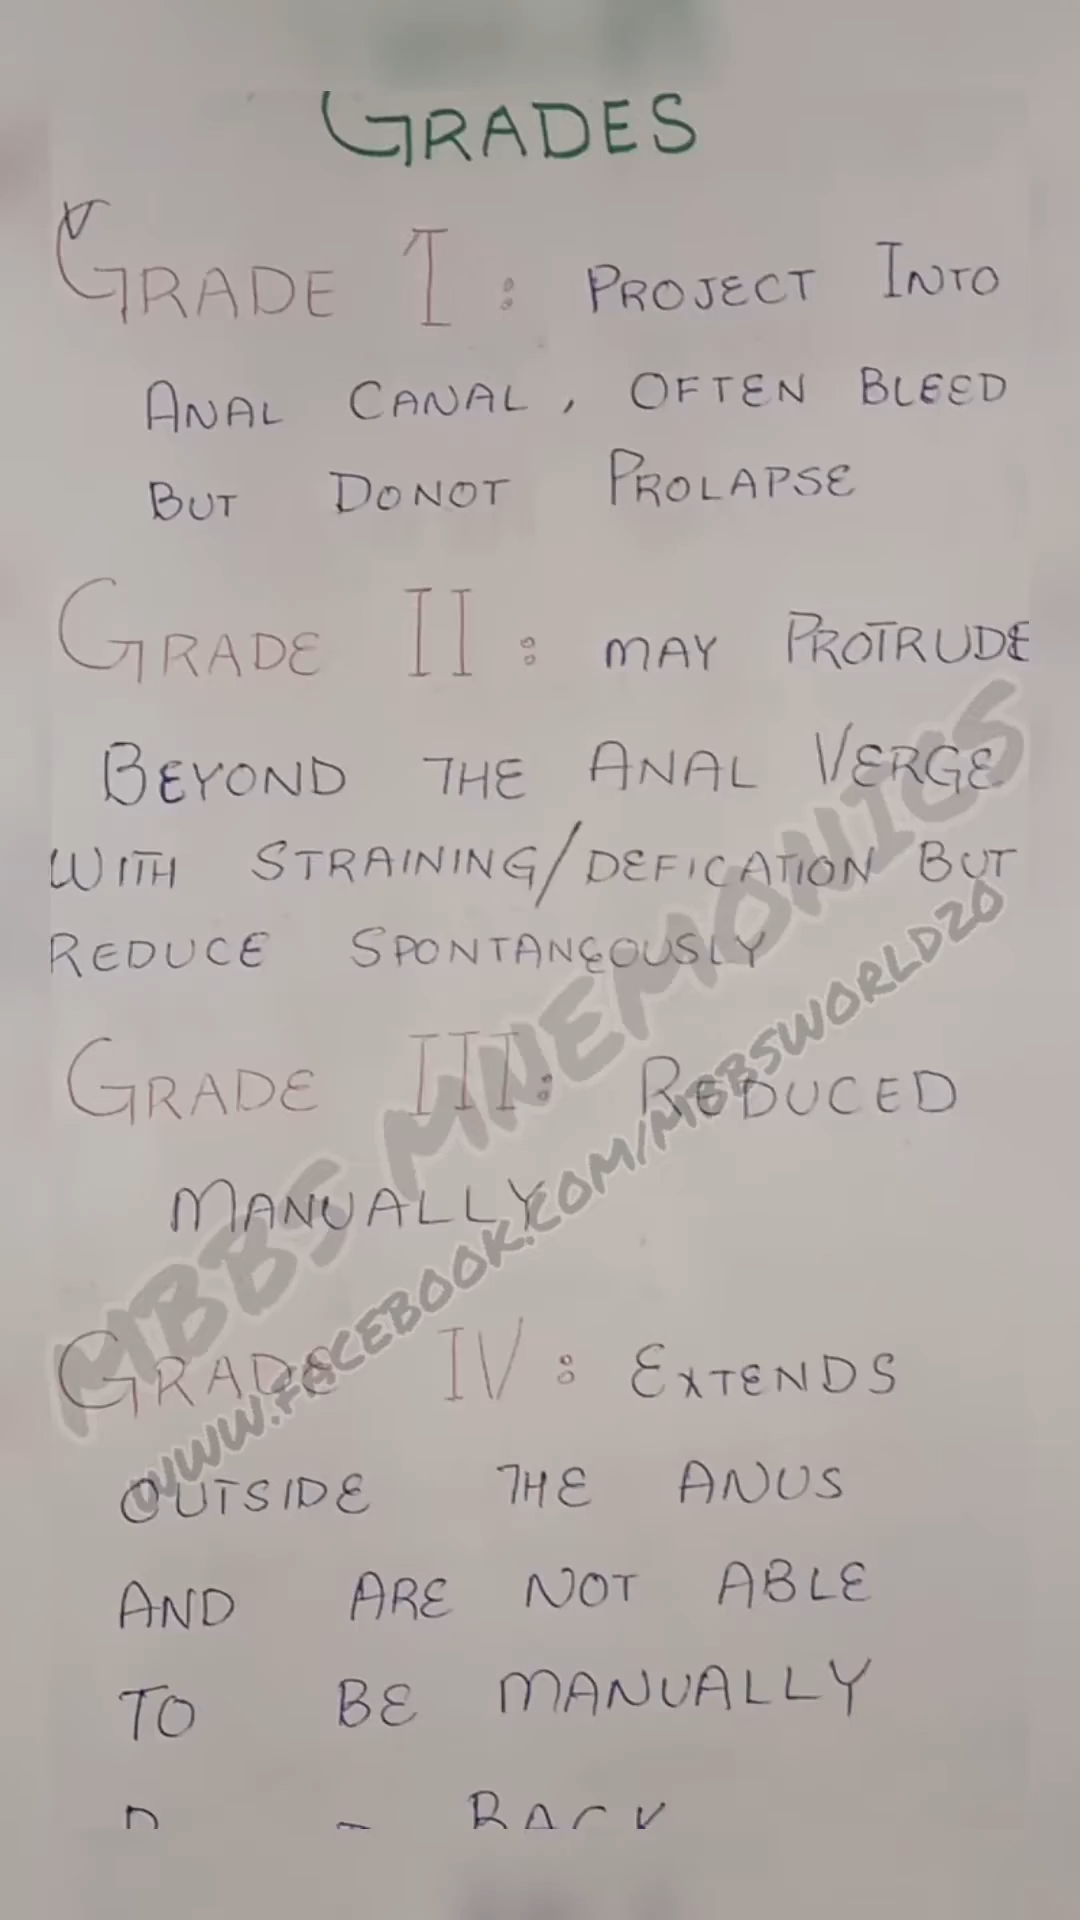 GRADES
GRADE I: PROJECT INTO
ANAL CANAL, OFTEN BLEED
BUT DONOT PROLAPSE
GRADE II: MAY PROTRUDE
BEYOND THE ANAL VERGE
WITH STRAINING/DEFICATION BUT
REDUCE SPONTANEOUSLY
GRADE III: REDUCED
MANUALLY
GRADE IV: EXTENDS
OUTSIDE THE ANUS
AND ARE NOT ABLE
TO BE MANUALLY
BACK
MBBS MNEMONICS
WWW.FACEBOOK.COM/MBBSWORLD20